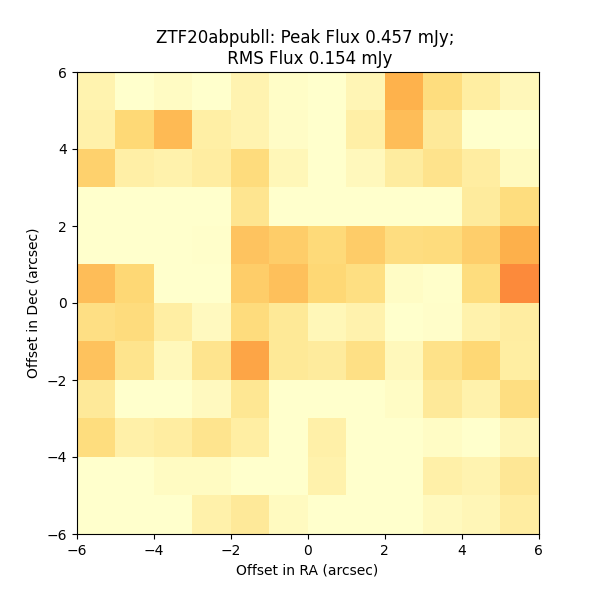 ZTF20abpubll: Peak Flux 0.457 mJy;
RMS Flux 0.154 mJy
6
4
2
0
−2
−4
−6
Offset in Dec (arcsec)
−6 −4 −2 0 2 4 6
Offset in RA (arcsec)